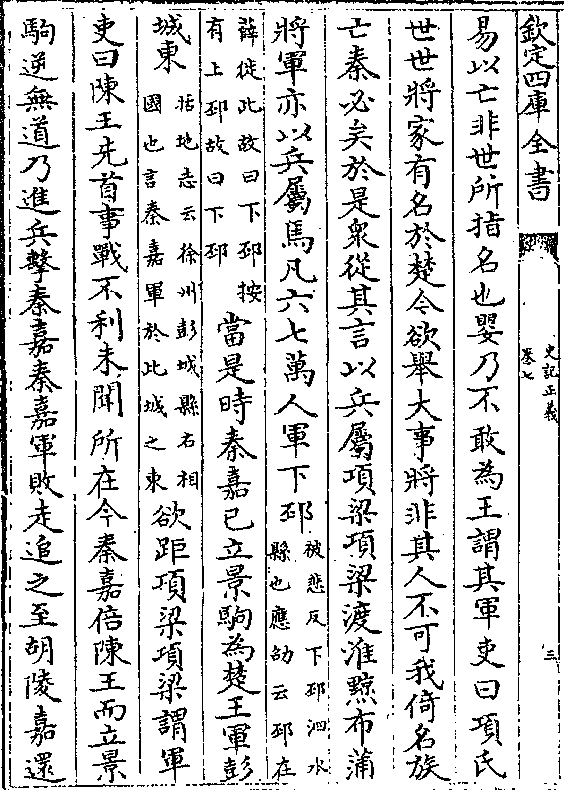 欽定四庫全書
史記正義
卷七
三
易以亡非世所指名也嬰乃不敢為王謂其軍吏曰項氏
世世將家有名於楚今欲舉大事將非其人不可我倚名族
亡秦必矣於是衆從其言以兵屬項梁項梁渡淮黥布蒲
將軍亦以兵屬焉凡六七萬人軍下邳
被悲反下邳泗水
縣也應劭云邳在
薛徙此故曰下邳按
有上邳故曰下邳
當是時秦嘉已立景駒為楚王軍彭
城東
括地志云徐州彭城縣古相
國也言秦嘉軍於此城之東
欲距項梁項梁謂軍
吏曰陳王先首事戰不利未聞所在今秦嘉倍陳王而立景
駒逆無道乃進兵擊秦嘉秦嘉軍敗走追之至胡陵嘉還